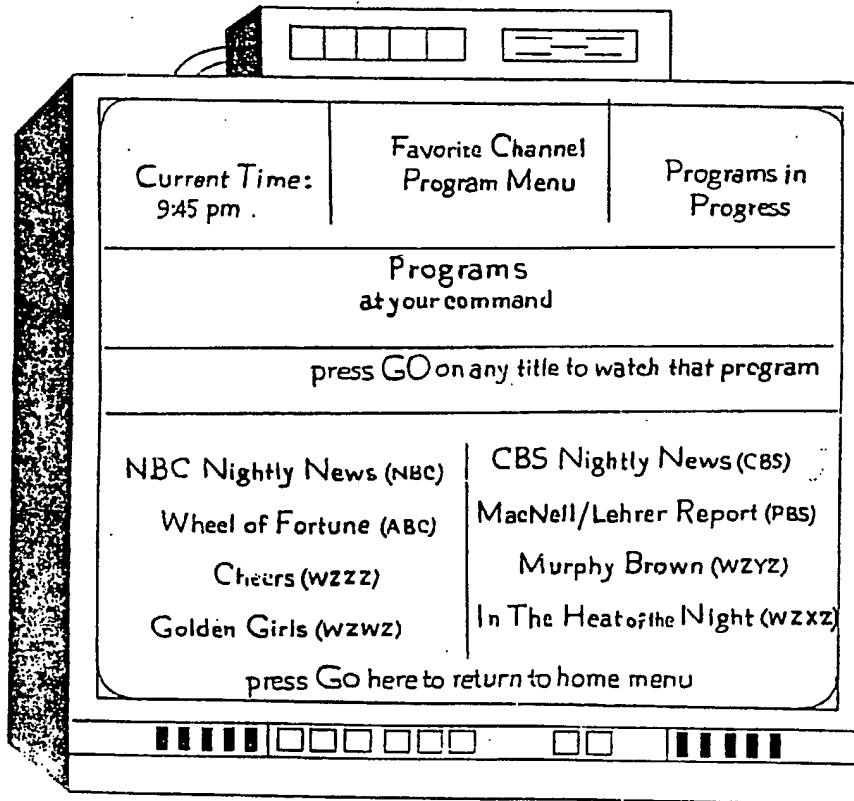 Current Time:
9:45 pm .
Favorite Channel
Program Menu
Programs in
Progress
Programs
at your command
press GO on any title to watch that program
NBC Nightly News (NBC)
Wheel of Fortune (ABC)
Cheers (WZZZ)
Golden Girls (WZWZ)
CBS Nightly News (CBS)
MacNell/Lehrer Report (PBS)
Murphy Brown (WZYZ)
In The Heat of the Night (WZXZ)
press Go here to return to home menu